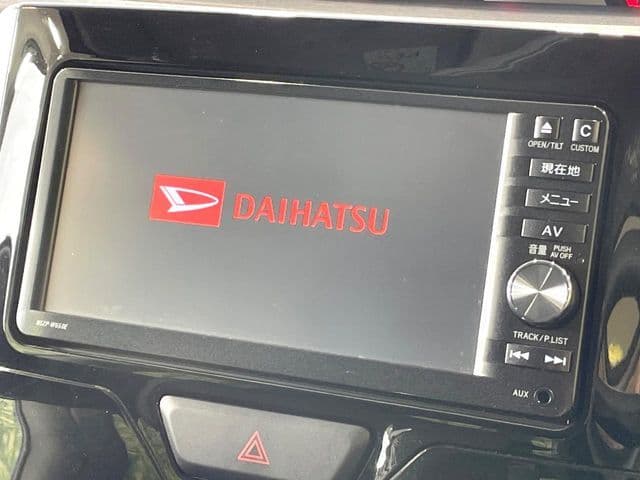 DAIHATSU
OPEN/TILT
C
CUSTOM
現在地
メニュー
AV
音量 PUSH
AV OFF
TRACK/P.LIST
AUX